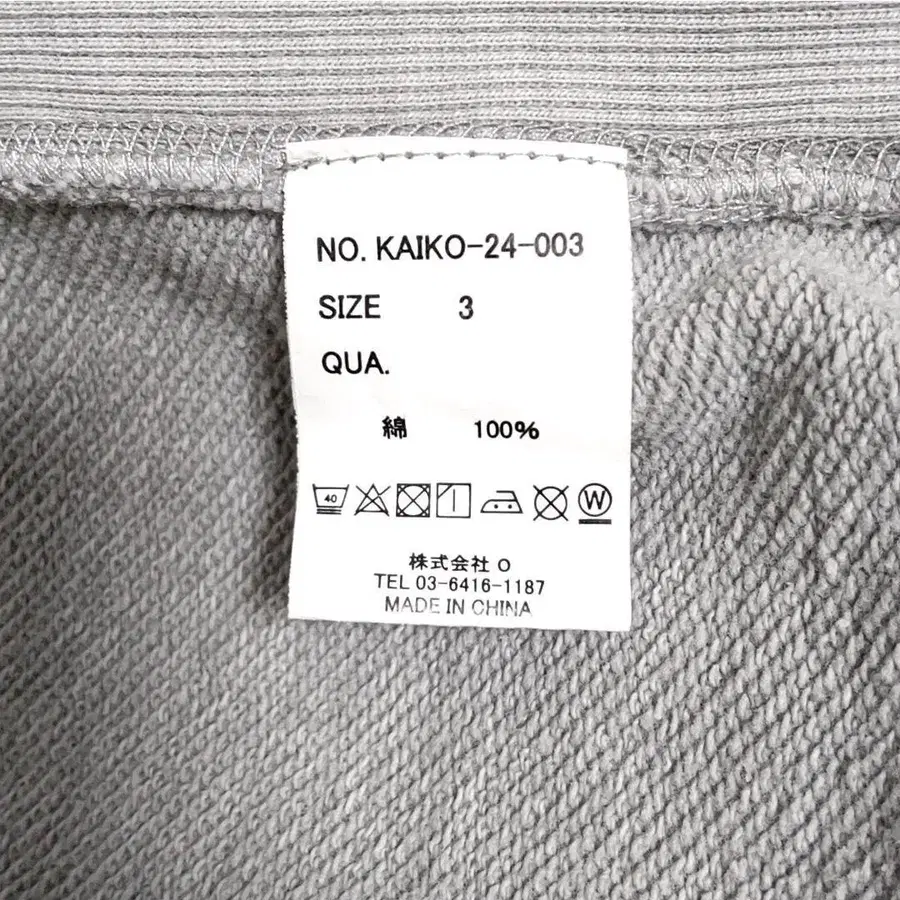 NO. KAIKO-24-003
SIZE 3
QUA.
綿 100%
40 W
株式会社 O
TEL 03-6416-1187
MADE IN CHINA